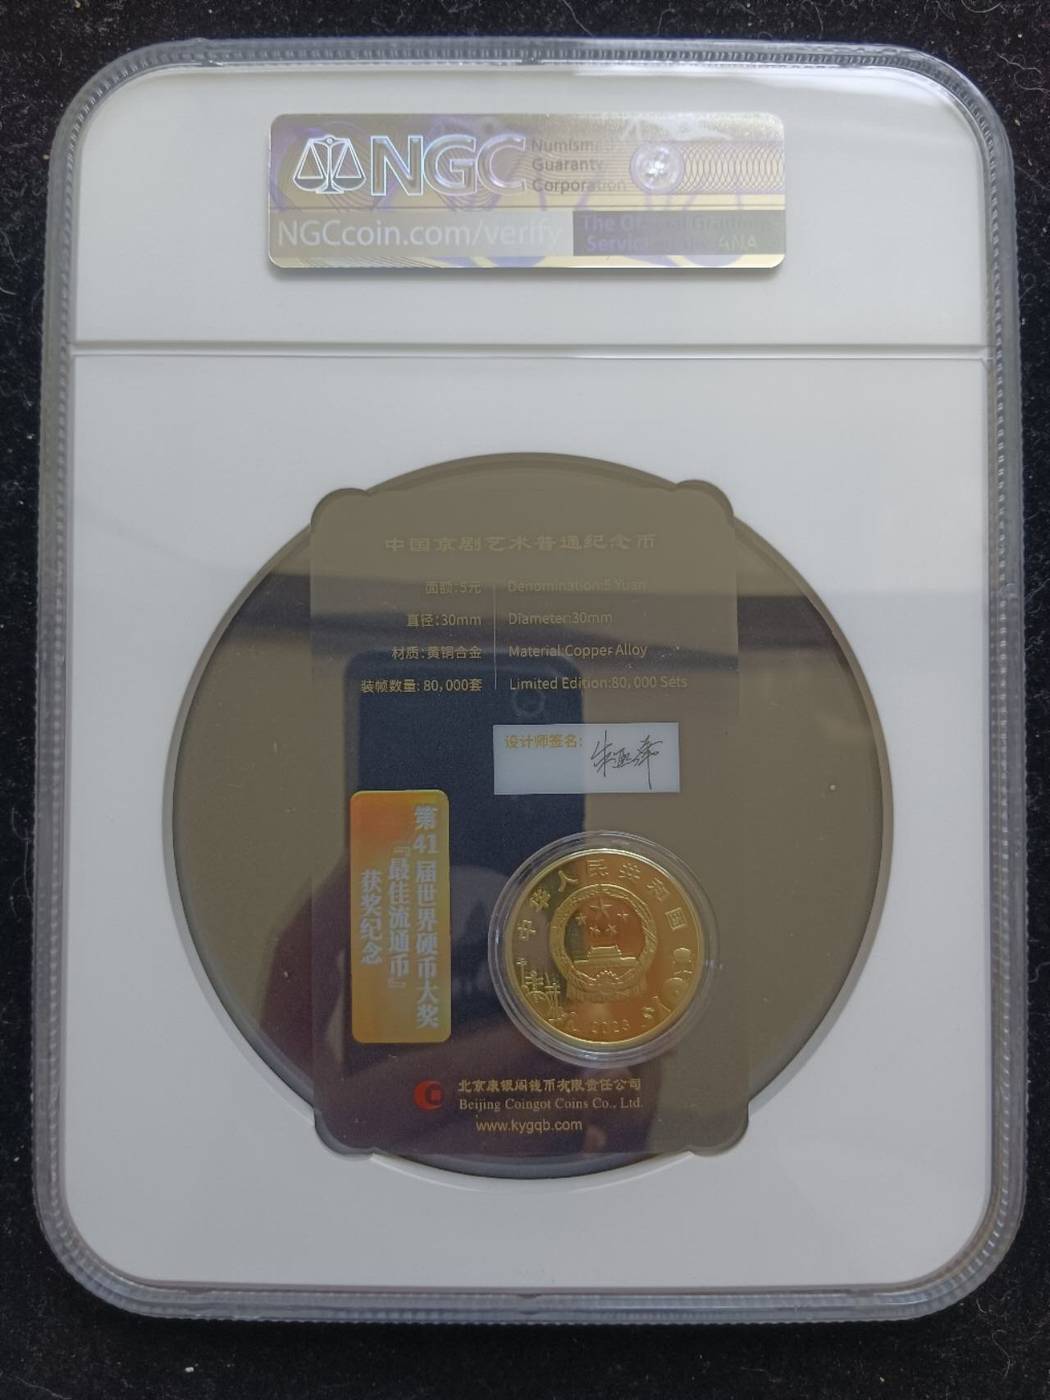 NGC
Numismatic
Guaranty
Corporation
NGCcoin.com/verify
The Official Grading
Service of the ANA
中国京剧艺术普通纪念币
面额:5元 Denomination:5 Yuan
直径:30mm Diameter:30mm
材质:黄铜合金 Material:Copper Alloy
装帧数量:80,000套 Limited Edition:80,000 Sets
设计师签名:
第41届世界硬币大奖
『最佳流通币』
获奖纪念
中华人民共和国
2023
北京康银阁钱币有限责任公司
Beijing Coingot Coins Co., Ltd.
www.kygqb.com